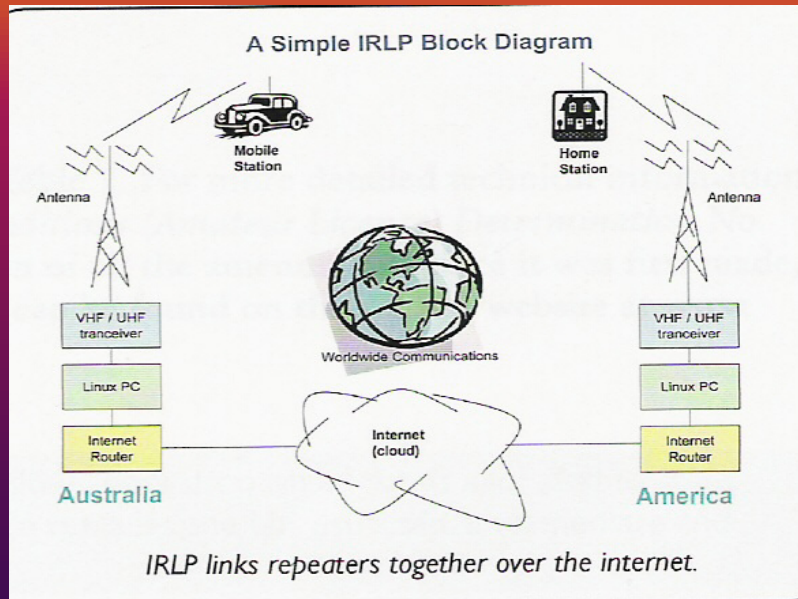 A Simple IRLP Block Diagram
Mobile
Station
Home
Station
Antenna
Antenna
VHF / UHF
tranceiver
VHF / UHF
tranceiver
Worldwide Communications
Linux PC
Linux PC
Internet
Router
Internet
(cloud)
Internet
Router
Australia
America
IRLP links repeaters together over the internet.